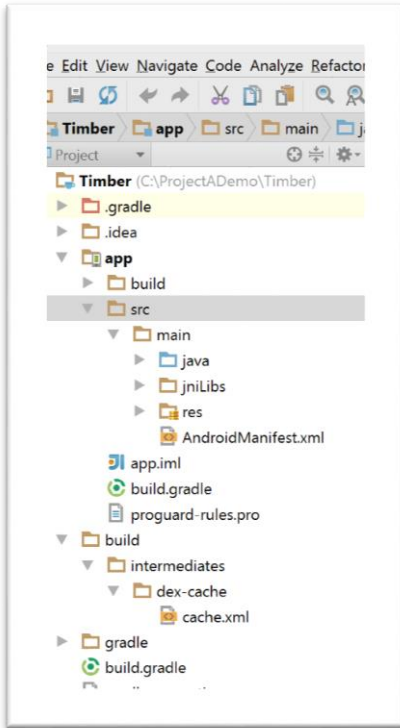 e Edit View Navigate Code Analyze Refactor
Timber app src main
Project
Timber (C:\ProjectADemo\Timber)
.gradle
.idea
app
build
src
main
java
jniLibs
res
AndroidManifest.xml
app.iml
build.gradle
proguard-rules.pro
build
intermediates
dex-cache
cache.xml
gradle
build.gradle